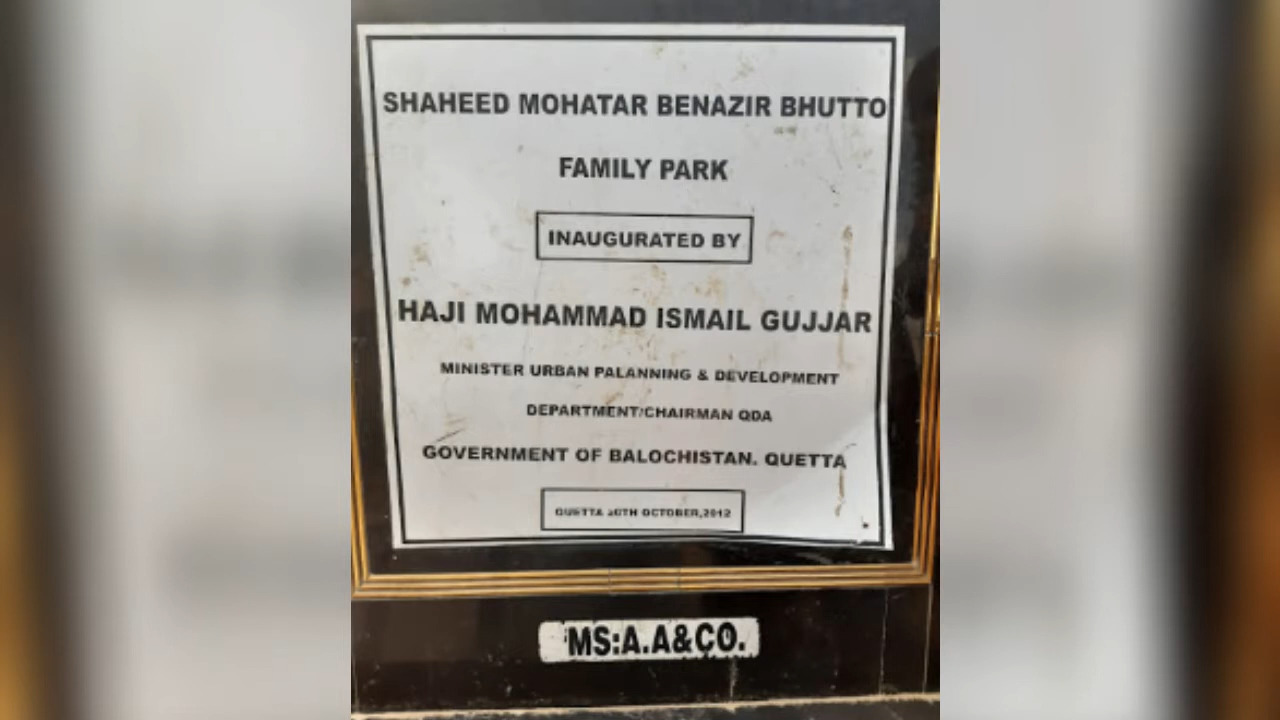 SHAHEED MOHATAR BENAZIR BHUTTO
FAMILY PARK
INAUGURATED BY
HAJI MOHAMMAD ISMAIL GUJJAR
MINISTER URBAN PALANNING & DEVELOPMENT
DEPARTMENT/CHAIRMAN QDA
GOVERNMENT OF BALOCHISTAN. QUETTA
QUETTA OCTOBER,2012
MS:A.A&CO.